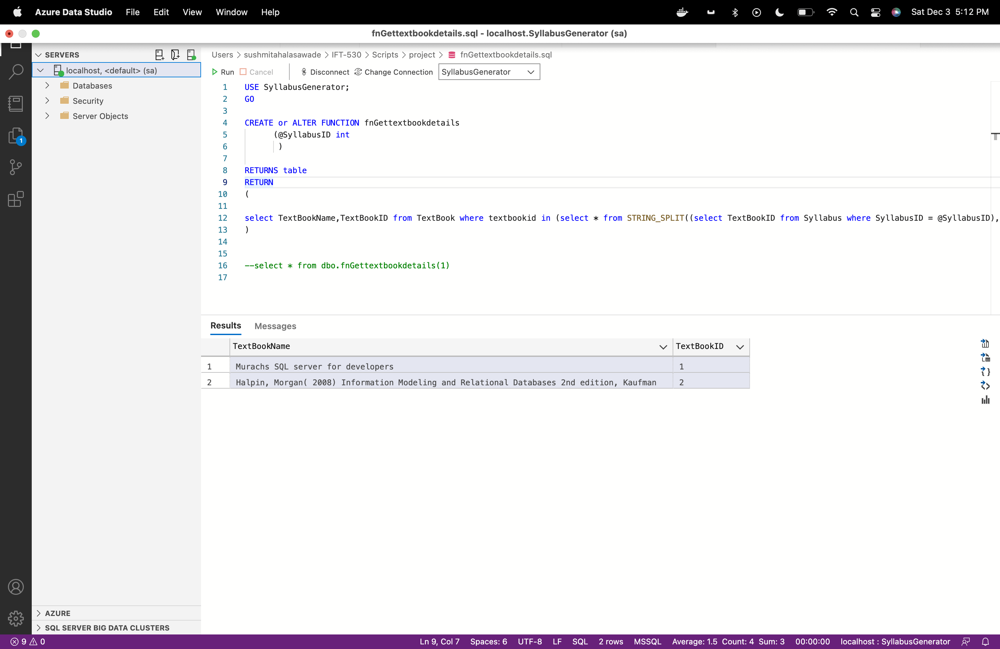 Azure Data Studio File Edit View Window Help Sat Dec 3 5:12 PM
fnGettextbookdetails.sql - localhost.SyllabusGenerator (sa)
SERVERS
localhost, <default> (sa)
Databases
Security
Server Objects
1
AZURE
SQL SERVER BIG DATA CLUSTERS
Users > sushmitahalasawade > IFT-530 > Scripts > project > fnGettextbookdetails.sql
Run Cancel Disconnect Change Connection SyllabusGenerator
1 USE SyllabusGenerator;
2 GO
3
4 CREATE or ALTER FUNCTION fnGettextbookdetails
5 (@SyllabusID int
6 )
7
8 RETURNS table
9 RETURN
10 (
11
12 select TextBookName,TextBookID from TextBook where textbookid in (select * from STRING_SPLIT((select TextBookID from Syllabus where SyllabusID = @SyllabusID),
13 )
14
15
16 --select * from dbo.fnGettextbookdetails(1)
17
Results Messages
TextBookName TextBookID
1 Murachs SQL server for developers 1
2 Halpin, Morgan( 2008) Information Modeling and Relational Databases 2nd edition, Kaufman 2
9 0 Ln 9, Col 7 Spaces: 6 UTF-8 LF SQL 2 rows MSSQL Average: 1.5 Count: 4 Sum: 3 00:00:00 localhost : SyllabusGenerator